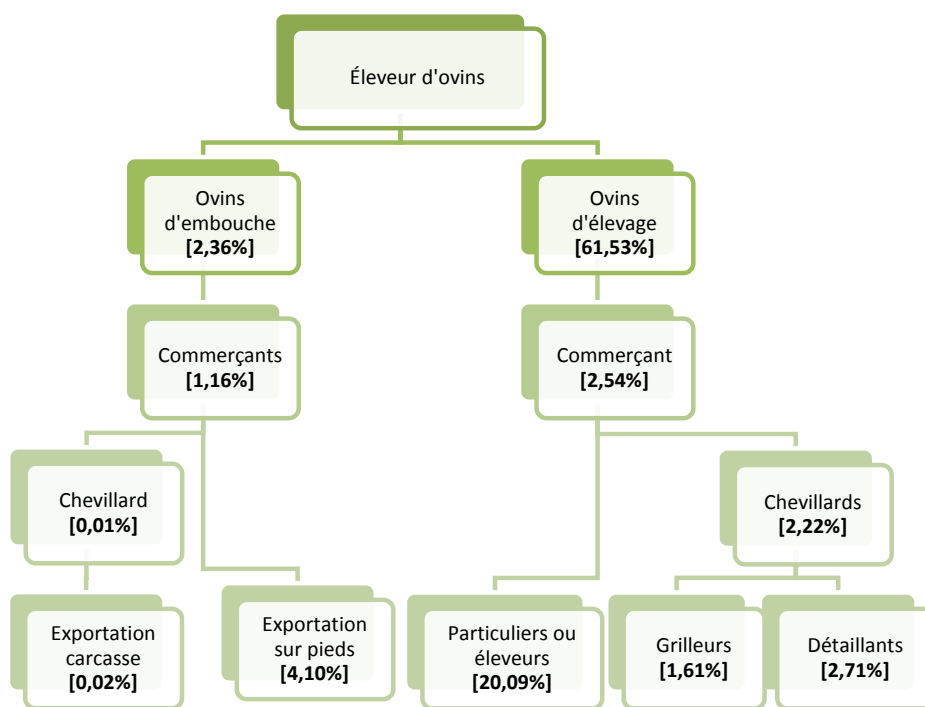 Éleveur d'ovins
Ovins
d'embouche
[2,36%]
Ovins
d'élevage
[61,53%]
Commerçants
[1,16%]
Commerçant
[2,54%]
Chevillard
[0,01%]
Chevillards
[2,22%]
Exportation
carcasse
[0,02%]
Exportation
sur pieds
[4,10%]
Particuliers ou
éleveurs
[20,09%]
Grilleurs
[1,61%]
Détaillants
[2,71%]